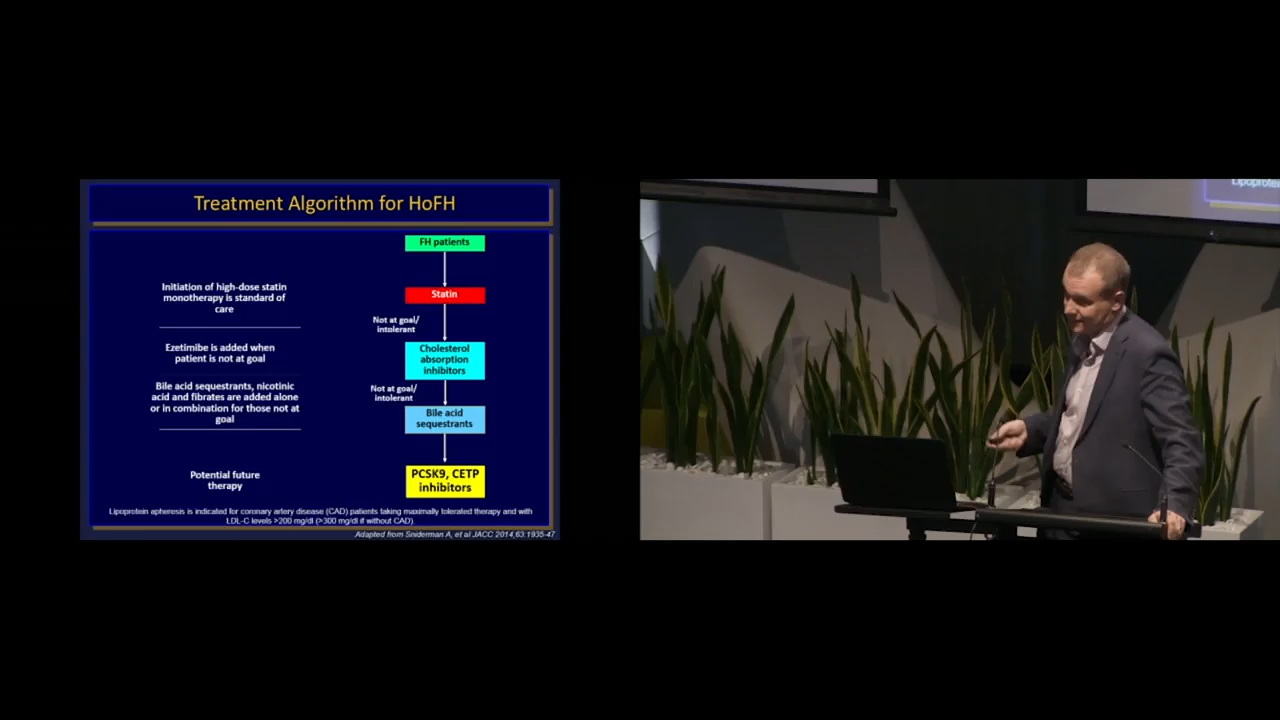 Treatment Algorithm for HoFH
FH patients
Initiation of high-dose statin
monotherapy is standard of
care
Statin
Not at goal/
intolerant
Ezetimibe is added when
patient is not at goal
Cholesterol
absorption
inhibitors
Not at goal/
intolerant
Bile acid sequestrants, nicotinic
acid and fibrates are added alone
or in combination for those not at
goal
Bile acid
sequestrants
Potential future
therapy
PCSK9, CETP
inhibitors
Lipoprotein apheresis is indicated for coronary artery disease (CAD) patients taking maximally tolerated therapy and with
LDL-C levels >200 mg/dl (>300 mg/dl if without CAD).
Adapted from Sniderman A, et al JACC 2014;63:1935-47